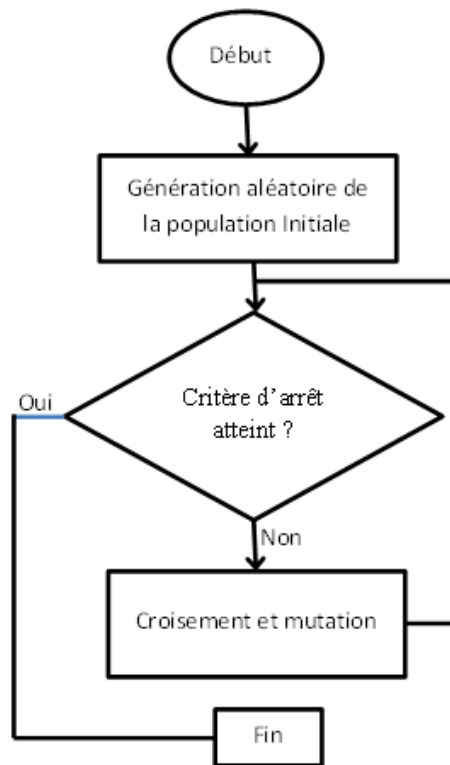 Début
Génération aléatoire de
la population Initiale
Critère d'arrêt
atteint ?
Oui
Non
Croisement et mutation
Fin